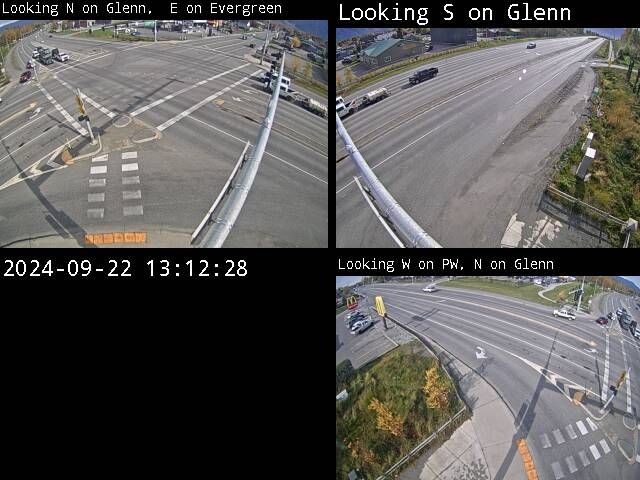 Looking N on Glenn,  E on Evergreen
Looking S on Glenn
2024-09-22 13:12:28
Looking W on PW, N on Glenn